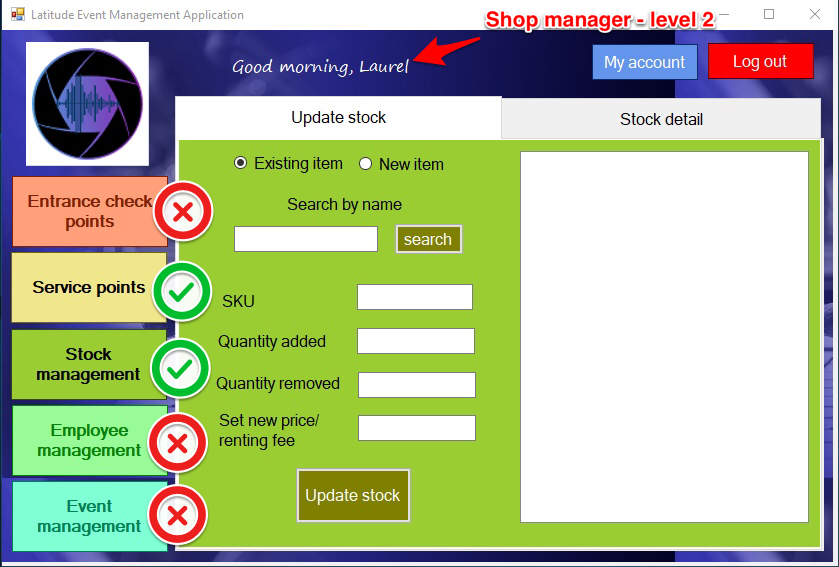 Latitude Event Management Application
Shop manager - level 2
Good morning, Laurel
My account
Log out
Update stock
Stock detail
Existing item
New item
Search by name
search
Entrance check
points
Service points
Stock
management
Employee
management
Event
management
SKU
Quantity added
Quantity removed
Set new price/
renting fee
Update stock